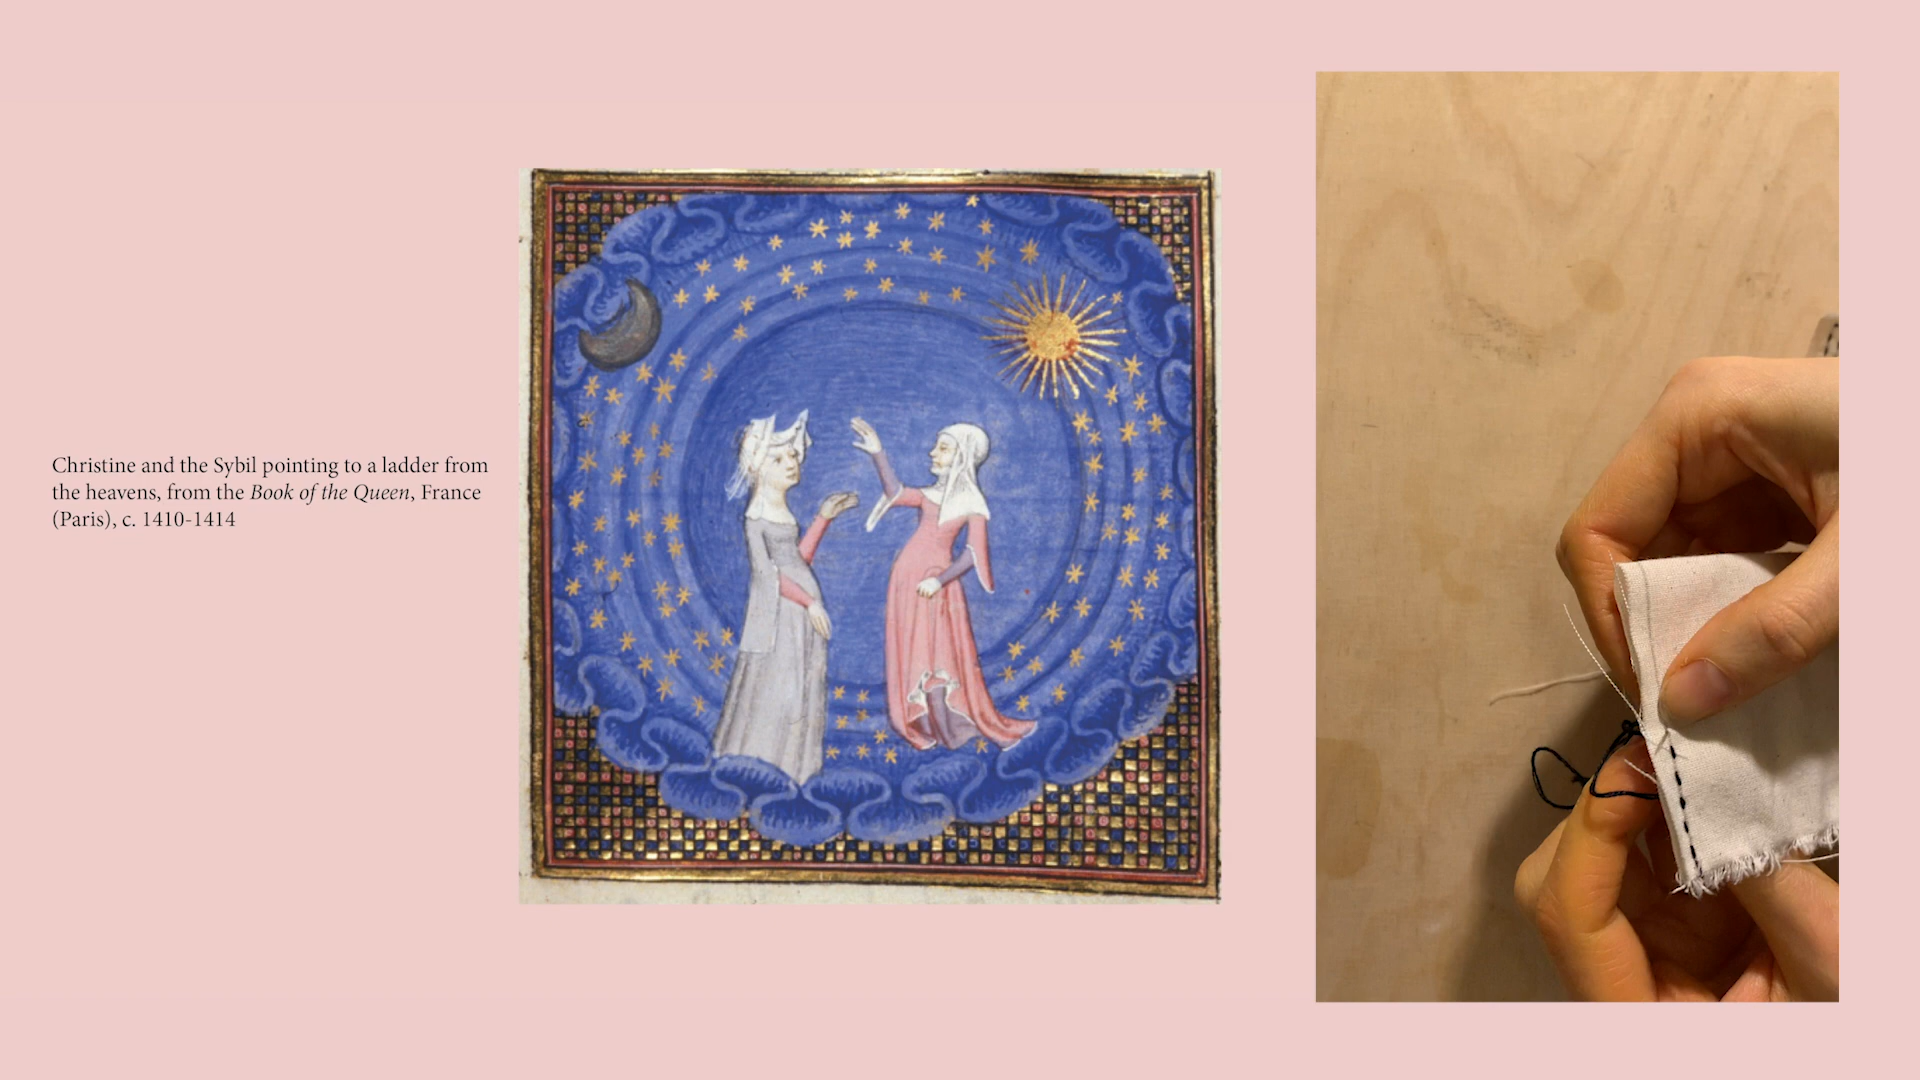 Christine and the Sybil pointing to a ladder from
the heavens, from the Book of the Queen, France
(Paris), c. 1410-1414